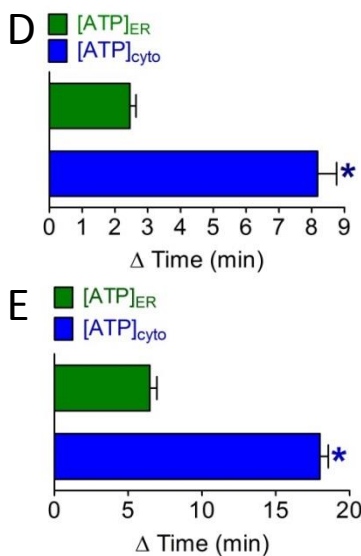 D
[ATP]ER
[ATP]cyto
*
0 1 2 3 4 5 6 7 8 9
Δ Time (min)
E
[ATP]ER
[ATP]cyto
*
0 5 10 15 20
Δ Time (min)